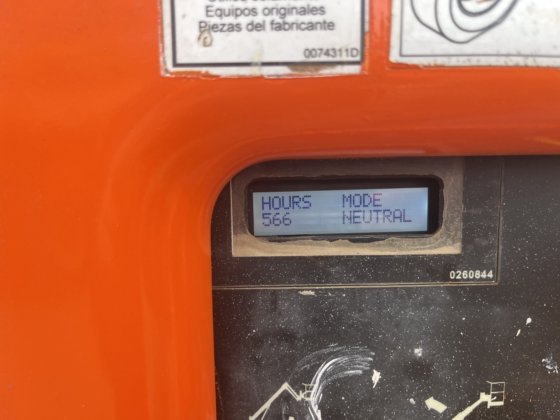 Equipos originales
Piezas del fabricante
0074311D
HOURS MODE
566 NEUTRAL
0260844